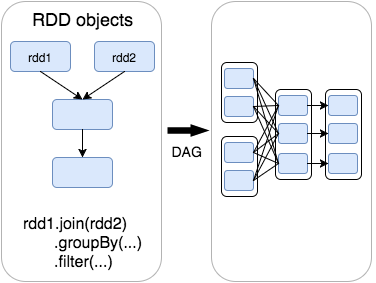 RDD objects
rdd1
rdd2
DAG
rdd1.join(rdd2)
.groupBy(...)
.filter(...)